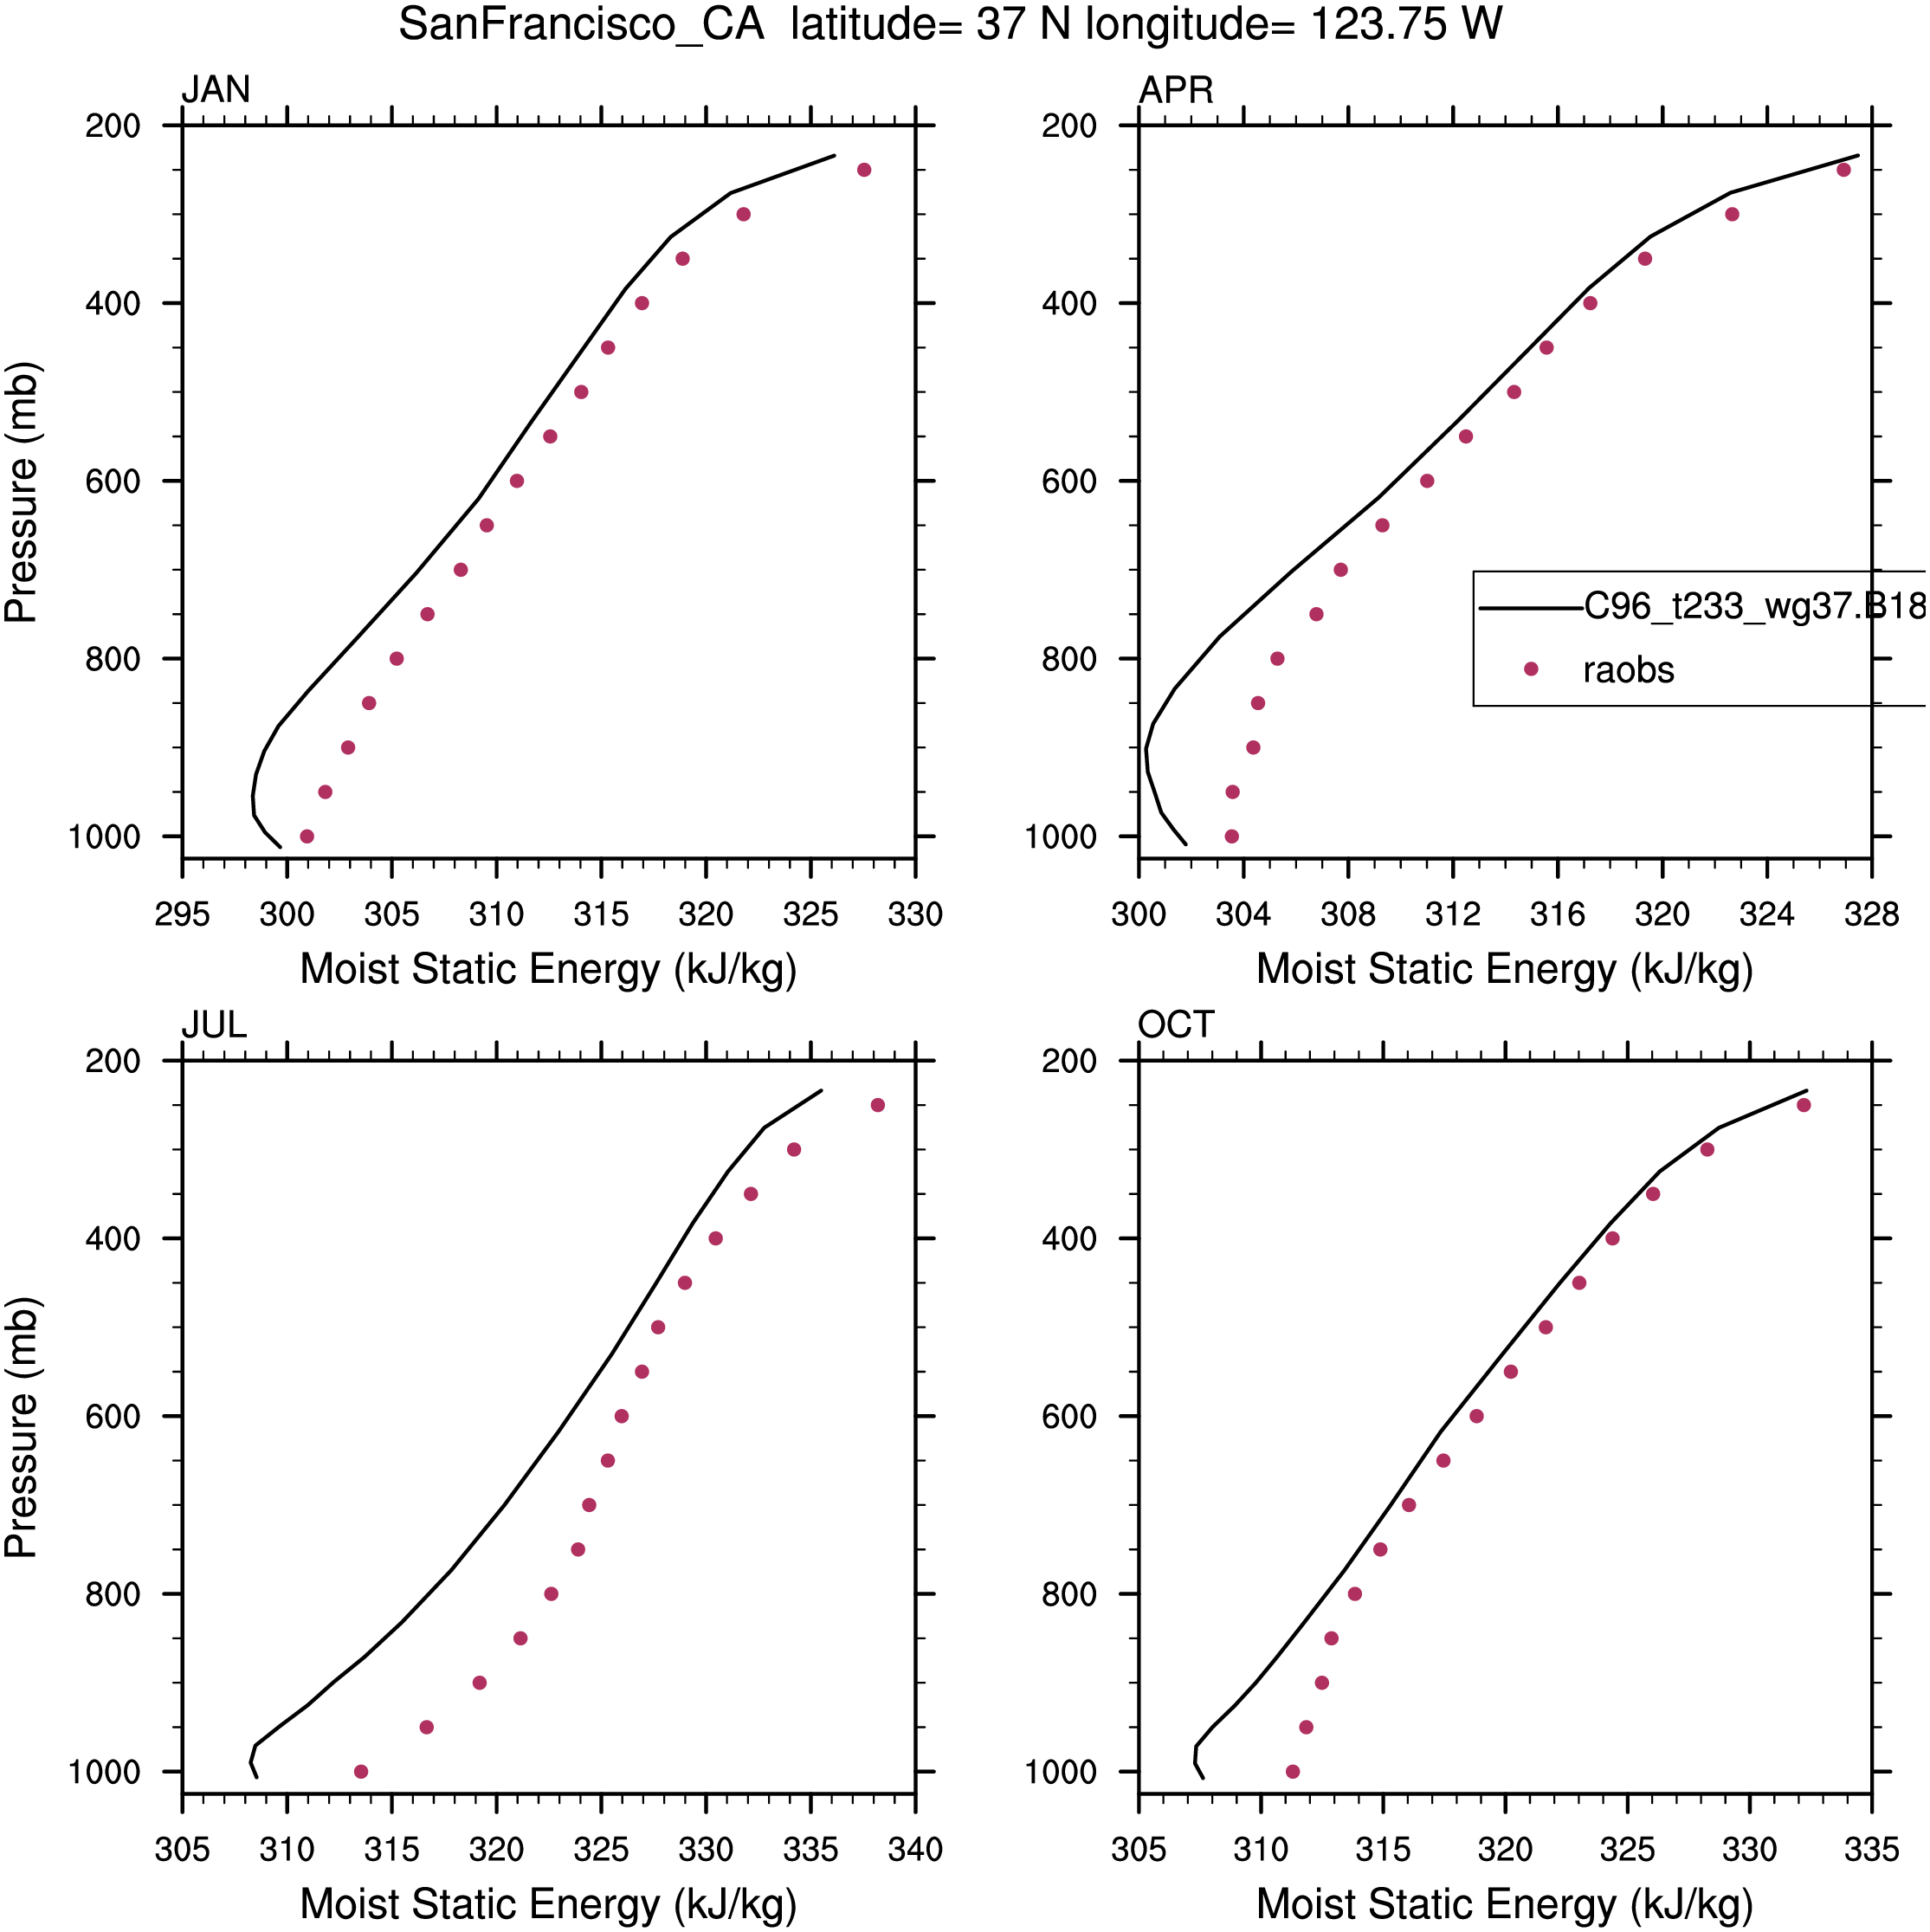 SanFrancisco_CA latitude= 37 N longitude= 123.75 W
JAN
200
400
600
800
1000
Pressure (mb)
295 300 305 310 315 320 325 330
Moist Static Energy (kJ/kg)
APR
200
400
600
800
1000
C96_t233_wg37.B18
raobs
300 304 308 312 316 320 324 328
Moist Static Energy (kJ/kg)
JUL
200
400
600
800
1000
Pressure (mb)
305 310 315 320 325 330 335 340
Moist Static Energy (kJ/kg)
OCT
200
400
600
800
1000
305 310 315 320 325 330 335
Moist Static Energy (kJ/kg)